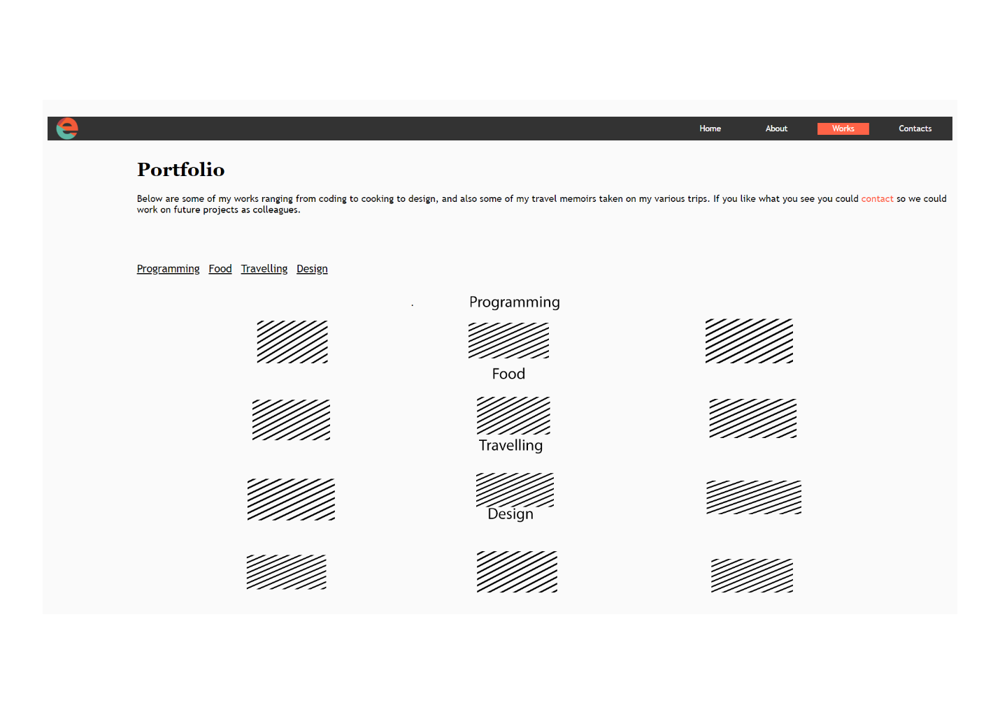 e
Home About Works Contacts
Portfolio
Below are some of my works ranging from coding to cooking to design, and also some of my travel memoirs taken on my various trips. If you like what you see you could contact so we could
work on future projects as colleagues.
Programming Food Travelling Design
Programming
Food
Travelling
Design